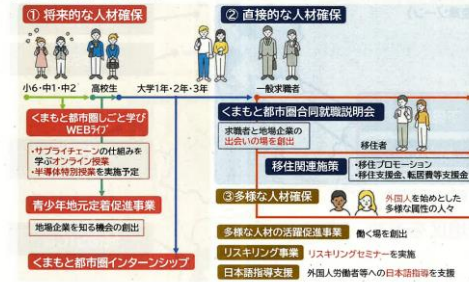 ① 将来的な人材確保
② 直接的な人材確保
小6・中1・中2
高校生
大学1年・2年・3年
一般求職者
くまもと都市圏しごと学び
WEBライブ
・サプライチェーンの仕組みを
学ぶオンライン授業
・半導体特別授業を実施予定
青少年地元定着促進事業
地場企業を知る機会の創出
くまもと都市圏インターンシップ
くまもと都市圏合同就職説明会
求職者と地場企業の
出会いの場を創出
移住者
移住関連施策
・移住プロモーション
・移住支援金、転居費等支援金
③多様な人材確保
外国人を始めとした
多様な属性の人々
多様な人材の活躍促進事業 働く場を創出
リスキリング事業 リスキリングセミナーを実施
日本語指導支援 外国人労働者等への日本語指導を支援